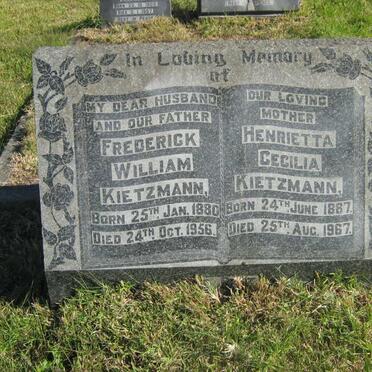 In Loving Memory
of
MY DEAR HUSBAND
AND OUR FATHER
FREDERICK
WILLIAM
KIETZMANN,
BORN 25TH JAN. 1880
DIED 24TH OCT. 1956.
OUR LOVING
MOTHER
HENRIETTA
CECILIA
KIETZMANN,
BORN 24TH JUNE 1887.
DIED 25TH AUG. 1967.